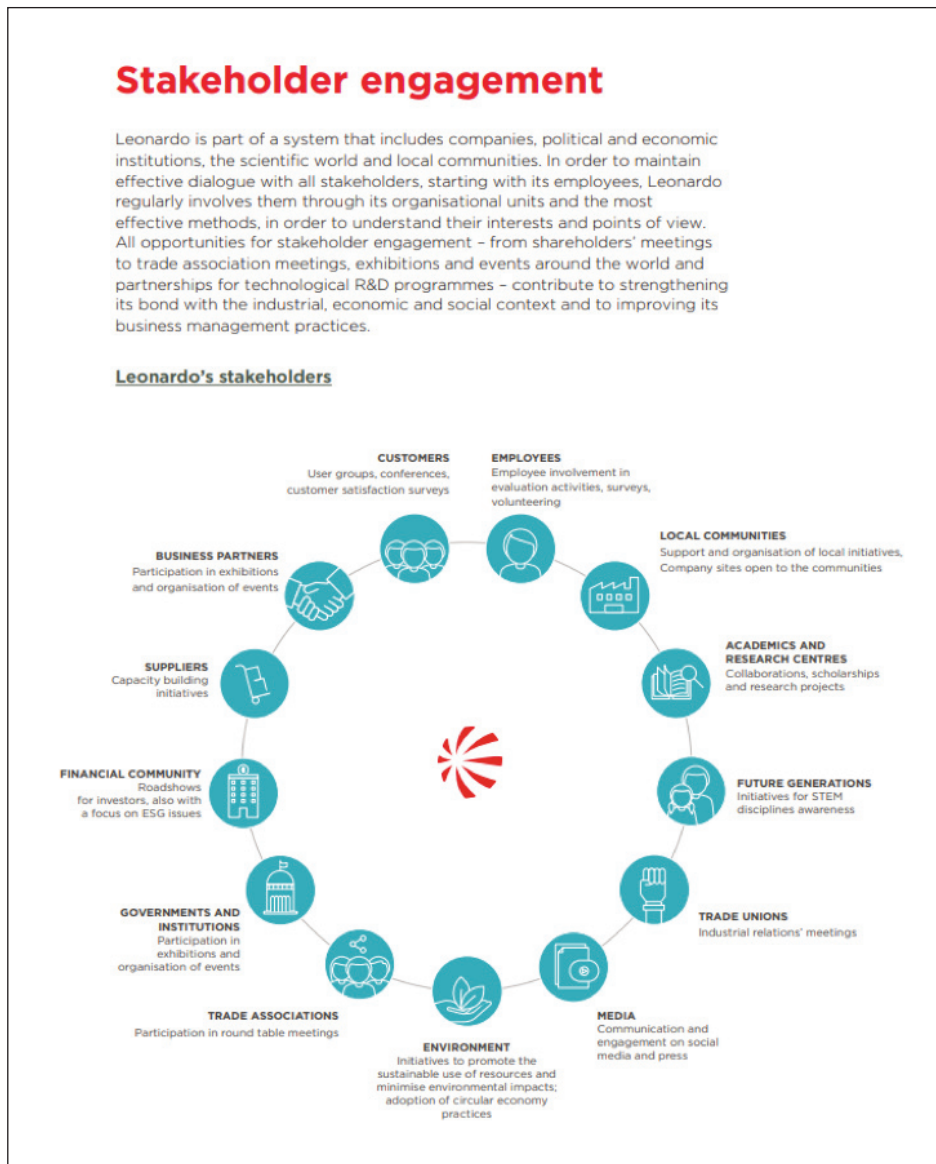 Stakeholder engagement
Leonardo is part of a system that includes companies, political and economic
institutions, the scientific world and local communities. In order to maintain
effective dialogue with all stakeholders, starting with its employees, Leonardo
regularly involves them through its organisational units and the most
effective methods, in order to understand their interests and points of view.
All opportunities for stakeholder engagement – from shareholders' meetings
to trade association meetings, exhibitions and events around the world and
partnerships for technological R&D programmes – contribute to strengthening
its bond with the industrial, economic and social context and to improving its
business management practices.
Leonardo's stakeholders
CUSTOMERS
User groups, conferences,
customer satisfaction surveys
EMPLOYEES
Employee involvement in
evaluation activities, surveys,
volunteering
LOCAL COMMUNITIES
Support and organisation of local initiatives,
Company sites open to the communities
ACADEMICS AND
RESEARCH CENTRES
Collaborations, scholarships
and research projects
FUTURE GENERATIONS
Initiatives for STEM
disciplines awareness
TRADE UNIONS
Industrial relations' meetings
MEDIA
Communication and
engagement on social
media and press
ENVIRONMENT
Initiatives to promote the
sustainable use of resources and
minimise environmental impacts;
adoption of circular economy
practices
TRADE ASSOCIATIONS
Participation in round table meetings
GOVERNMENTS AND
INSTITUTIONS
Participation in
exhibitions and
organisation of events
FINANCIAL COMMUNITY
Roadshows
for investors, also with
a focus on ESG issues
SUPPLIERS
Capacity building
initiatives
BUSINESS PARTNERS
Participation in exhibitions
and organisation of events